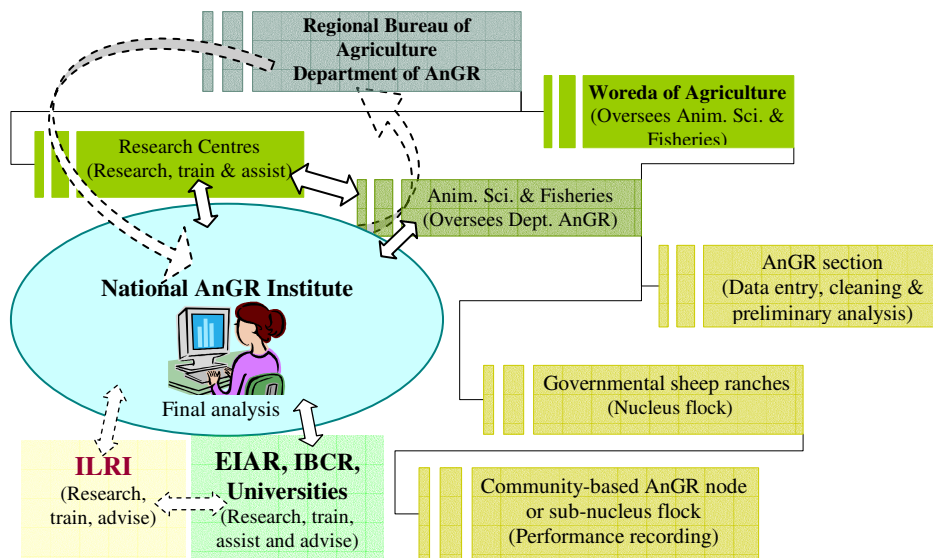 Regional Bureau of
Agriculture
Department of AnGR
Woreda of Agriculture
(Oversees Anim. Sci. &
Fisheries)
Research Centres
(Research, train & assist)
Anim. Sci. & Fisheries
(Oversees Dept. AnGR)
National AnGR Institute
Final analysis
AnGR section
(Data entry, cleaning &
preliminary analysis)
Governmental sheep ranches
(Nucleus flock)
ILRI
(Research,
train, advise)
EIAR, IBCR,
Universities
(Research, train,
assist and advise)
Community-based AnGR node
or sub-nucleus flock
(Performance recording)